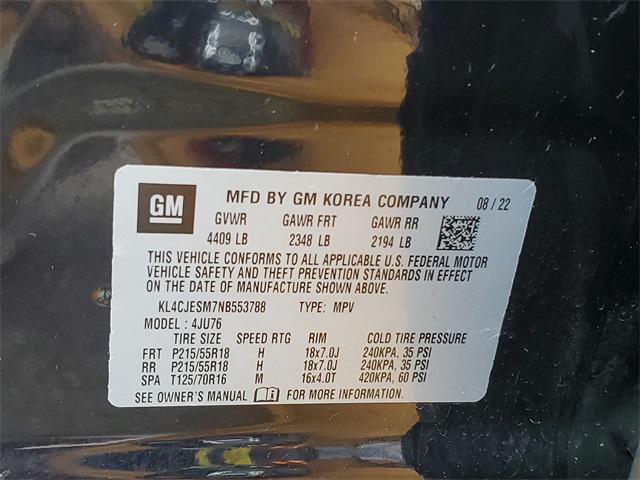 GM MFD BY GM KOREA COMPANY 08 / 22
GVWR GAWR FRT GAWR RR
4409 LB 2348 LB 2194 LB
THIS VEHICLE CONFORMS TO ALL APPLICABLE U.S. FEDERAL MOTOR
VEHICLE SAFETY AND THEFT PREVENTION STANDARDS IN EFFECT
ON THE DATE OF MANUFACTURE SHOWN ABOVE.
KL4CJESM7NB553788 TYPE: MPV
MODEL : 4JU76
TIRE SIZE SPEED RTG RIM COLD TIRE PRESSURE
FRT P215/55R18 H 18x7.0J 240KPA, 35 PSI
RR P215/55R18 H 18x7.0J 240KPA, 35 PSI
SPA T125/70R16 M 16x4.0T 420KPA, 60 PSI
SEE OWNER'S MANUAL FOR MORE INFORMATION.